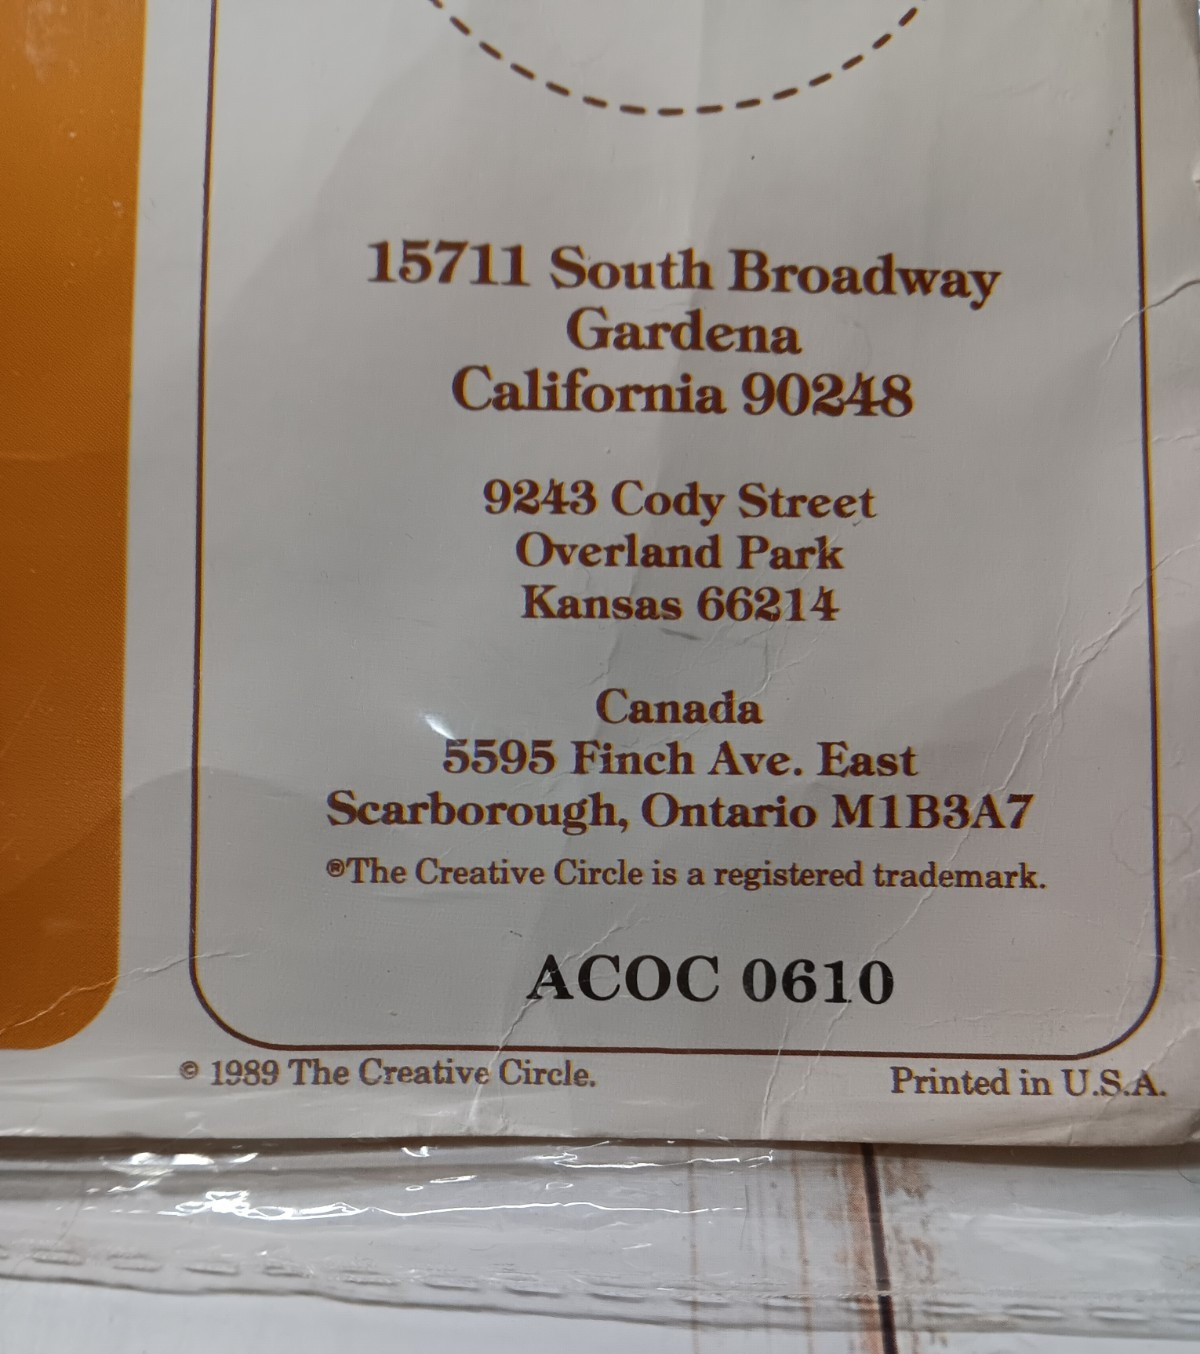 15711 South Broadway
Gardena
California 90248
9243 Cody Street
Overland Park
Kansas 66214
Canada
5595 Finch Ave. East
Scarborough, Ontario M1B3A7
®The Creative Circle is a registered trademark.
ACOC 0610
© 1989 The Creative Circle.
Printed in U.S.A.